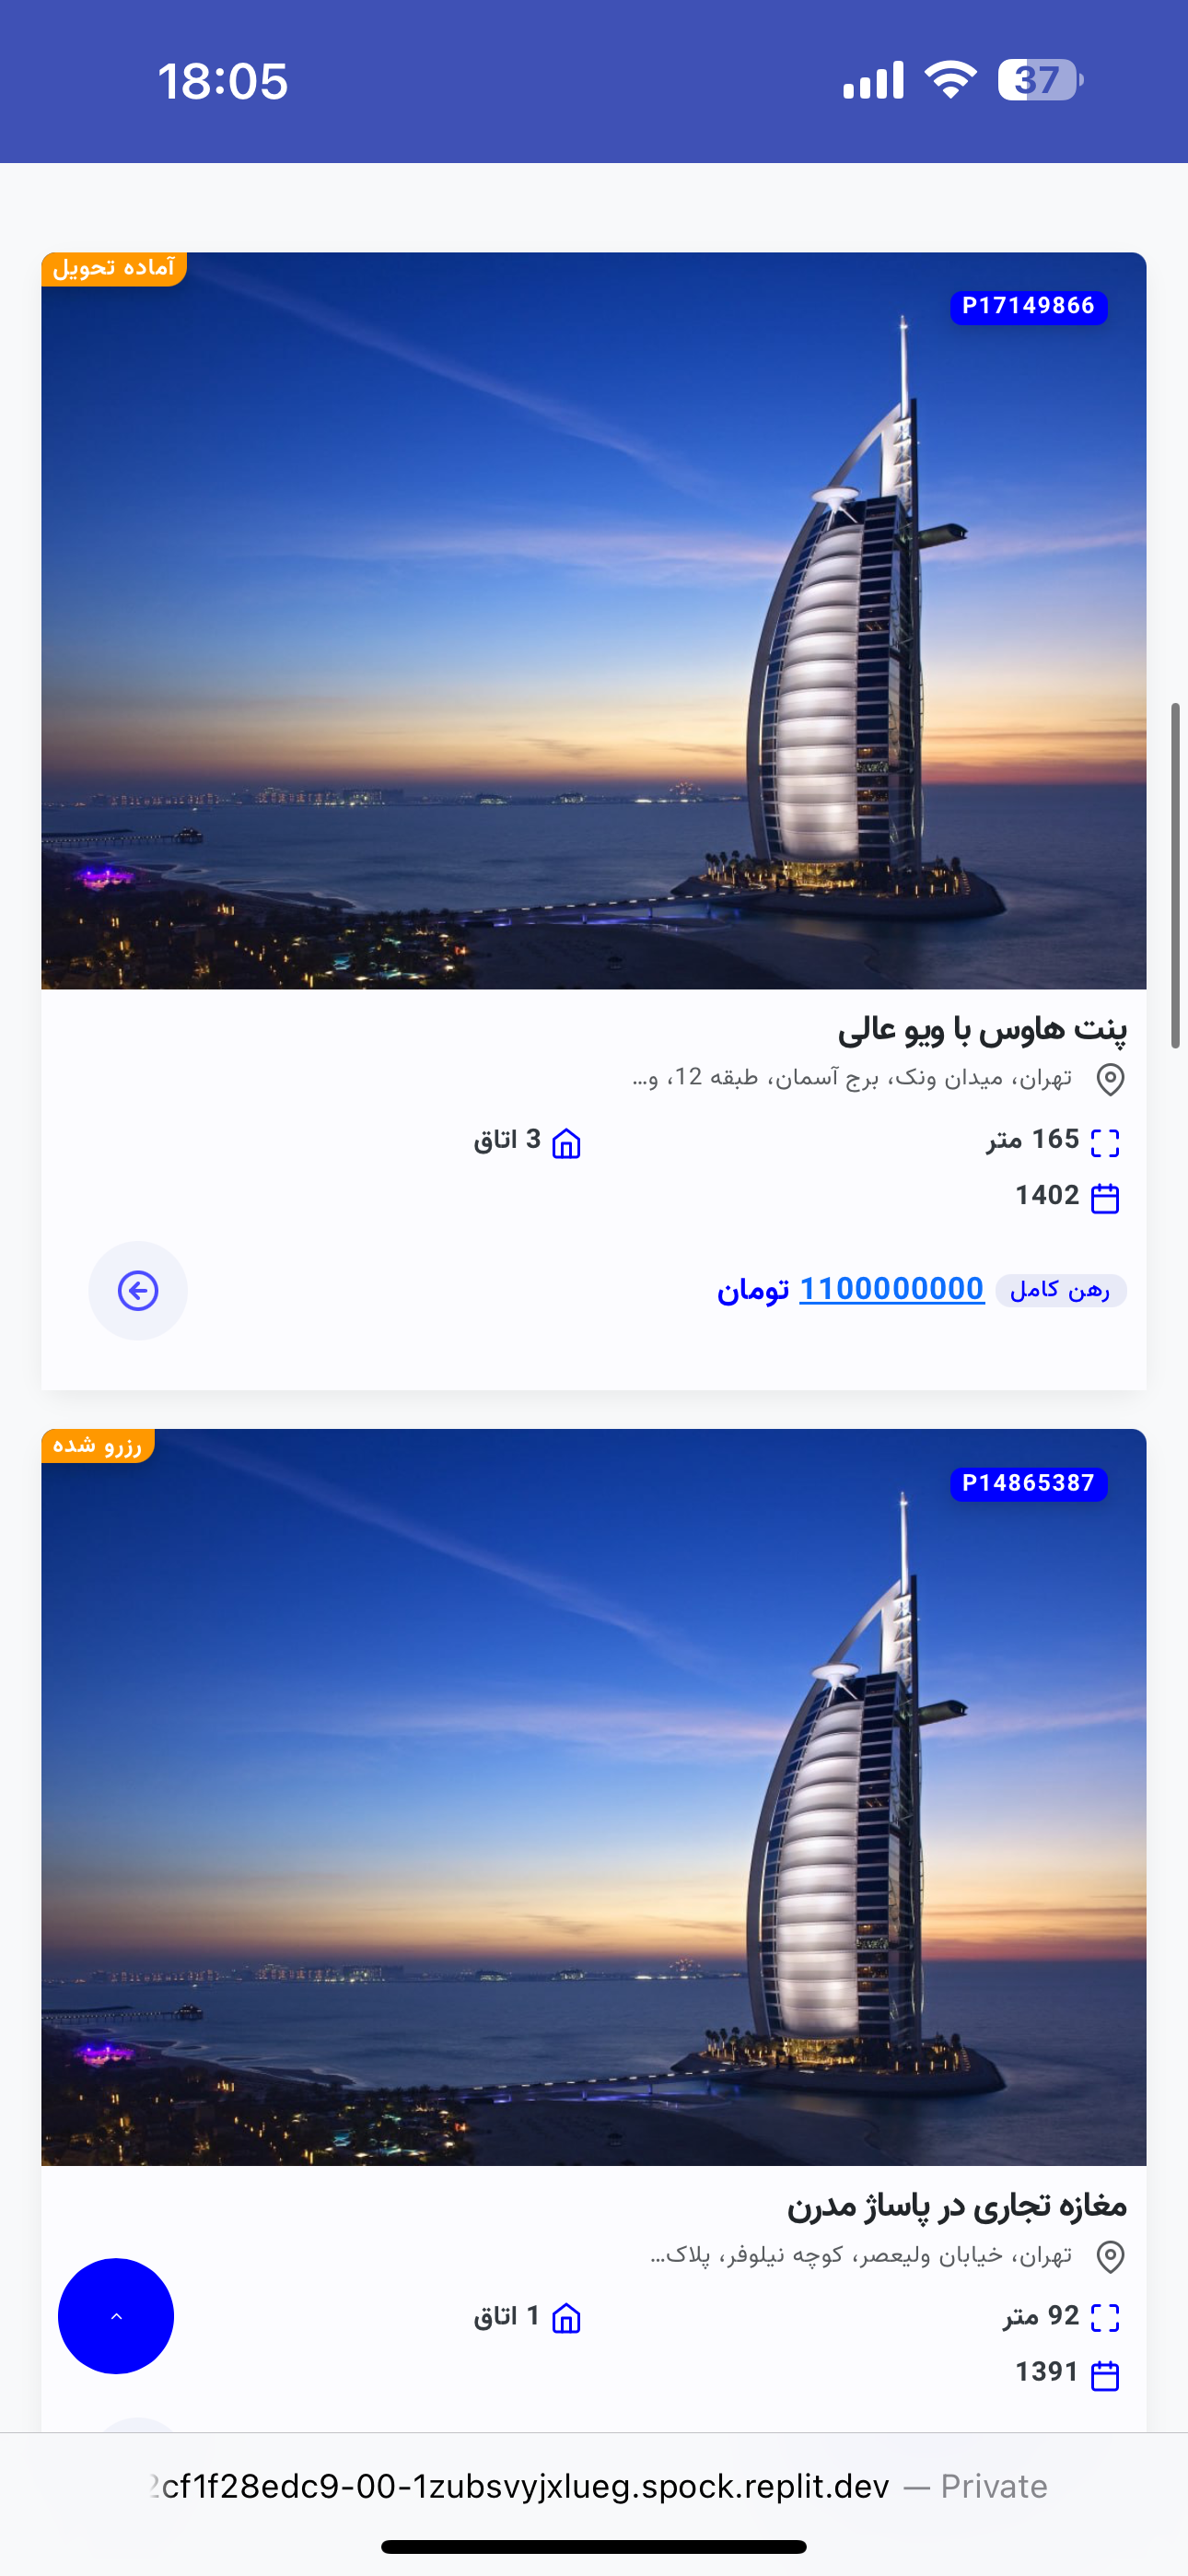 18:05
37
آماده تحویل
P17149866
پنت هاوس با ویو عالی
تهران، میدان ونک، برج آسمان، طبقه 12، و...
165 متر
3 اتاق
1402
رهن کامل 1100000000 تومان
رزرو شده
P14865387
مغازه تجاری در پاساژ مدرن
تهران، خیابان ولیعصر، کوچه نیلوفر، پلاک...
92 متر
1 اتاق
1391
2cf1f28edc9-00-1zubsvyjxlueg.spock.replit.dev — Private